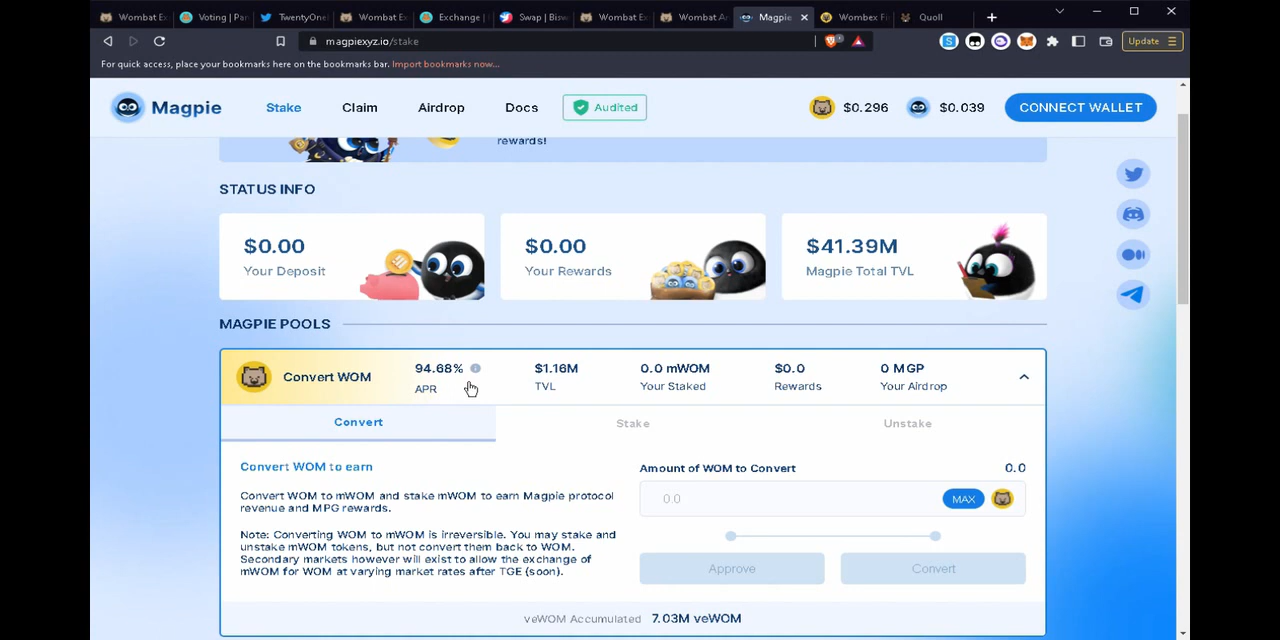 Wombat Ex
Voting | Pan
TwentyOne
Wombat Ex
Exchange |
Swap | Bisw
Wombat Ex
Wombat Ar
Magpie
Wombex Fi
Quoll
magpiexyz.io/stake
Update
For quick access, place your bookmarks here on the bookmarks bar. Import bookmarks now...
Magpie
Stake
Claim
Airdrop
Docs
Audited
$0.296
$0.039
CONNECT WALLET
rewards!
STATUS INFO
$0.00
Your Deposit
$0.00
Your Rewards
$41.39M
Magpie Total TVL
MAGPIE POOLS
Convert WOM
94.68%
APR
$1.16M
TVL
0.0 mWOM
Your Staked
$0.0
Rewards
0 MGP
Your Airdrop
Convert
Stake
Unstake
Convert WOM to earn
Convert WOM to mWOM and stake mWOM to earn Magpie protocol
revenue and MPG rewards.
Note: Converting WOM to mWOM is irreversible. You may stake and
unstake mWOM tokens, but not convert them back to WOM.
Secondary markets however will exist to allow the exchange of
mWOM for WOM at varying market rates after TGE (soon).
Amount of WOM to Convert
0.0
0.0
MAX
Approve
Convert
veWOM Accumulated 7.03M veWOM